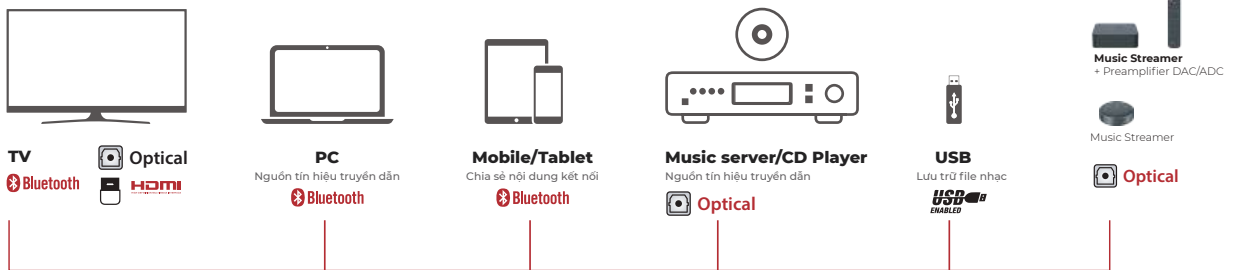 TV
Optical
Bluetooth
HDMI
PC
Nguồn tín hiệu truyền dẫn
Bluetooth
Mobile/Tablet
Chia sẻ nội dung kết nối
Bluetooth
Music server/CD Player
Nguồn tín hiệu truyền dẫn
Optical
USB
Lưu trữ file nhạc
USB
ENABLED
Music Streamer
+ Preamplifier DAC/ADC
Music Streamer
Optical